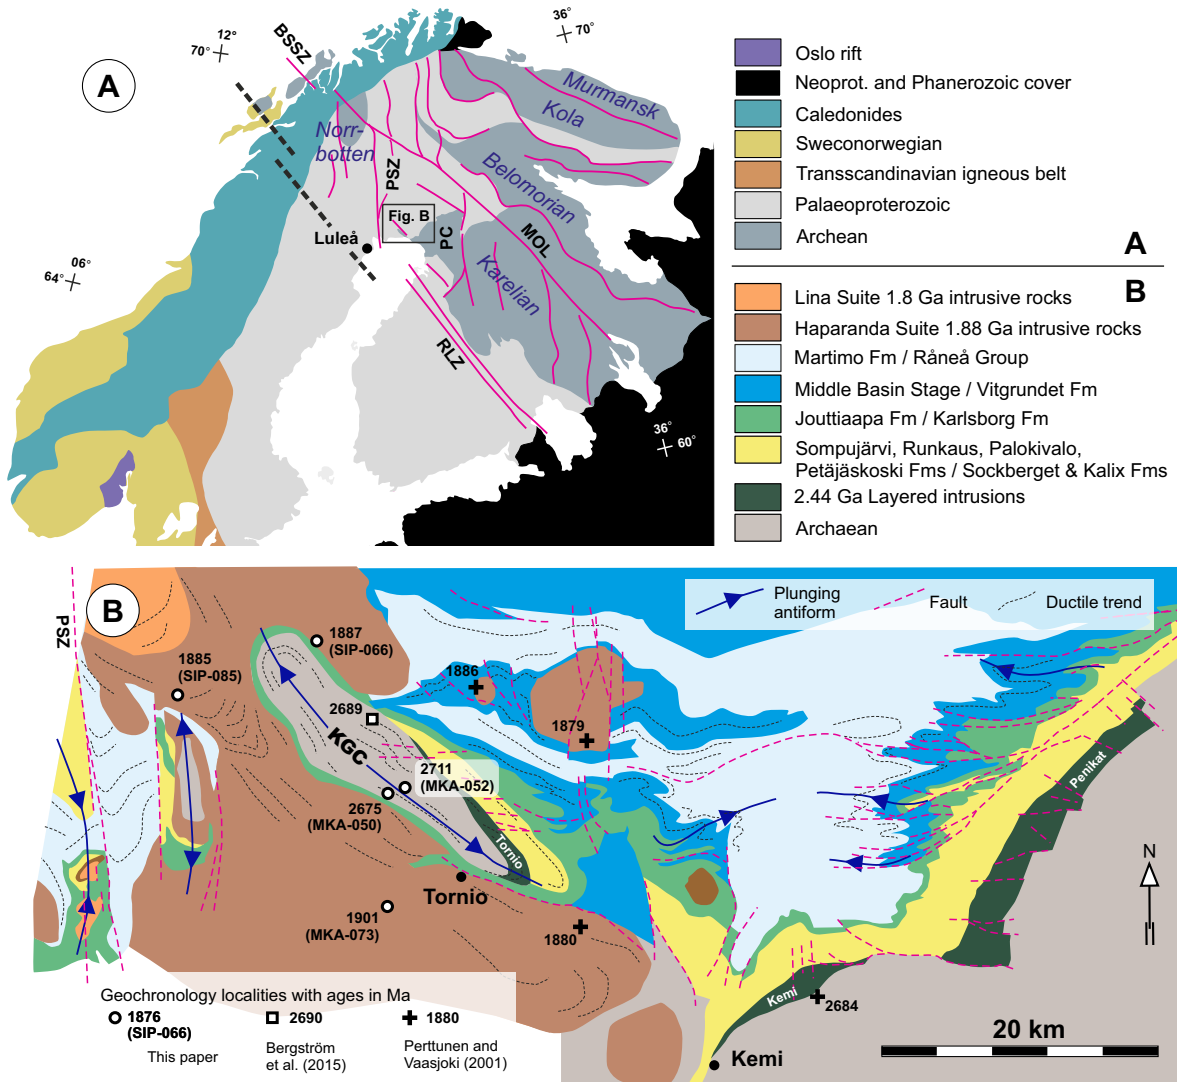 A
12°
70°
BSSZ
36°
70°
Murmansk
Kola
Norr-
botten
PSZ
Belomorian
Fig. B
PC
MOL
Luleå
Karelian
06°
64°
RLZ
36°
60°
Oslo rift
Neoprot. and Phanerozoic cover
Caledonides
Sweconorwegian
Transscandinavian igneous belt
Palaeoproterozoic
Archean
A
B
Lina Suite 1.8 Ga intrusive rocks
Haparanda Suite 1.88 Ga intrusive rocks
Martimo Fm / Råneå Group
Middle Basin Stage / Vitgrundet Fm
Jouttiaapa Fm / Karlsborg Fm
Sompujärvi, Runkaus, Palokivalo,
Petäjäskoski Fms / Sockberget & Kalix Fms
2.44 Ga Layered intrusions
Archaean
B
PSZ
Plunging
antiform
Fault
Ductile trend
1887
(SIP-066)
1885
(SIP-085)
1886
2689
KGC
1879
2711
(MKA-052)
2675
(MKA-050)
Penikat
Tornio
Tornio
1901
(MKA-073)
1880
N
Kemi
2684
Kemi
20 km
Geochronology localities with ages in Ma
1876
(SIP-066)
This paper
2690
Bergström
et al. (2015)
1880
Perttunen and
Vaasjoki (2001)